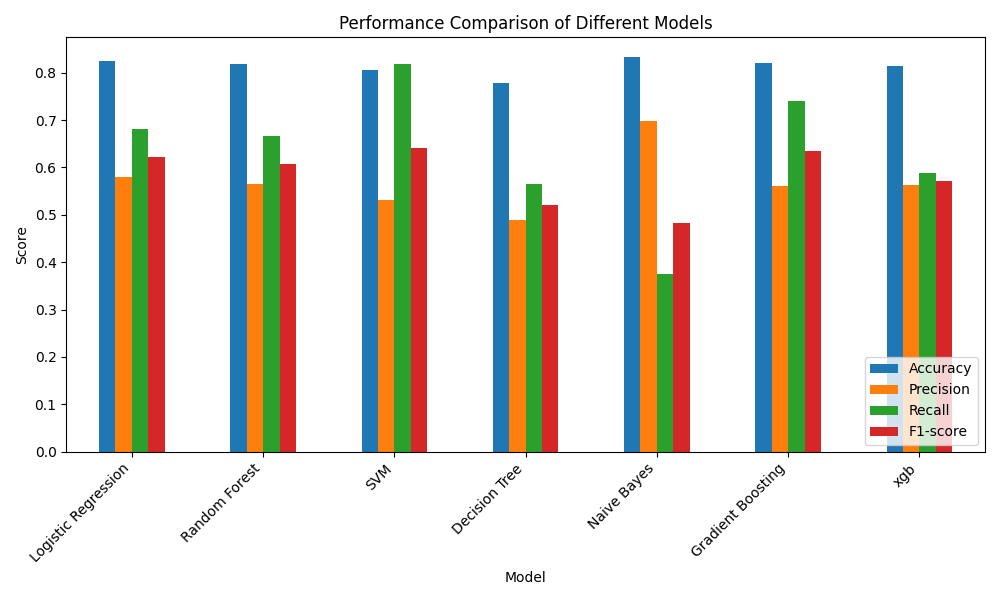 Performance Comparison of Different Models
Score
0.8
0.7
0.6
0.5
0.4
0.3
0.2
0.1
0.0
Accuracy
Precision
Recall
F1-score
Logistic Regression
Random Forest
SVM
Decision Tree
Naive Bayes
Gradient Boosting
xgb
Model